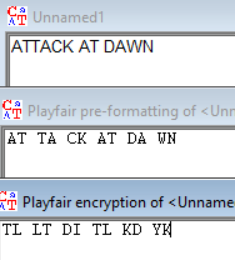 Unnamed1
ATTACK AT DAWN
Playfair pre-formatting of <Unn
AT TA CK AT DA WN
Playfair encryption of <Unname
TL LT DI TL KD YK